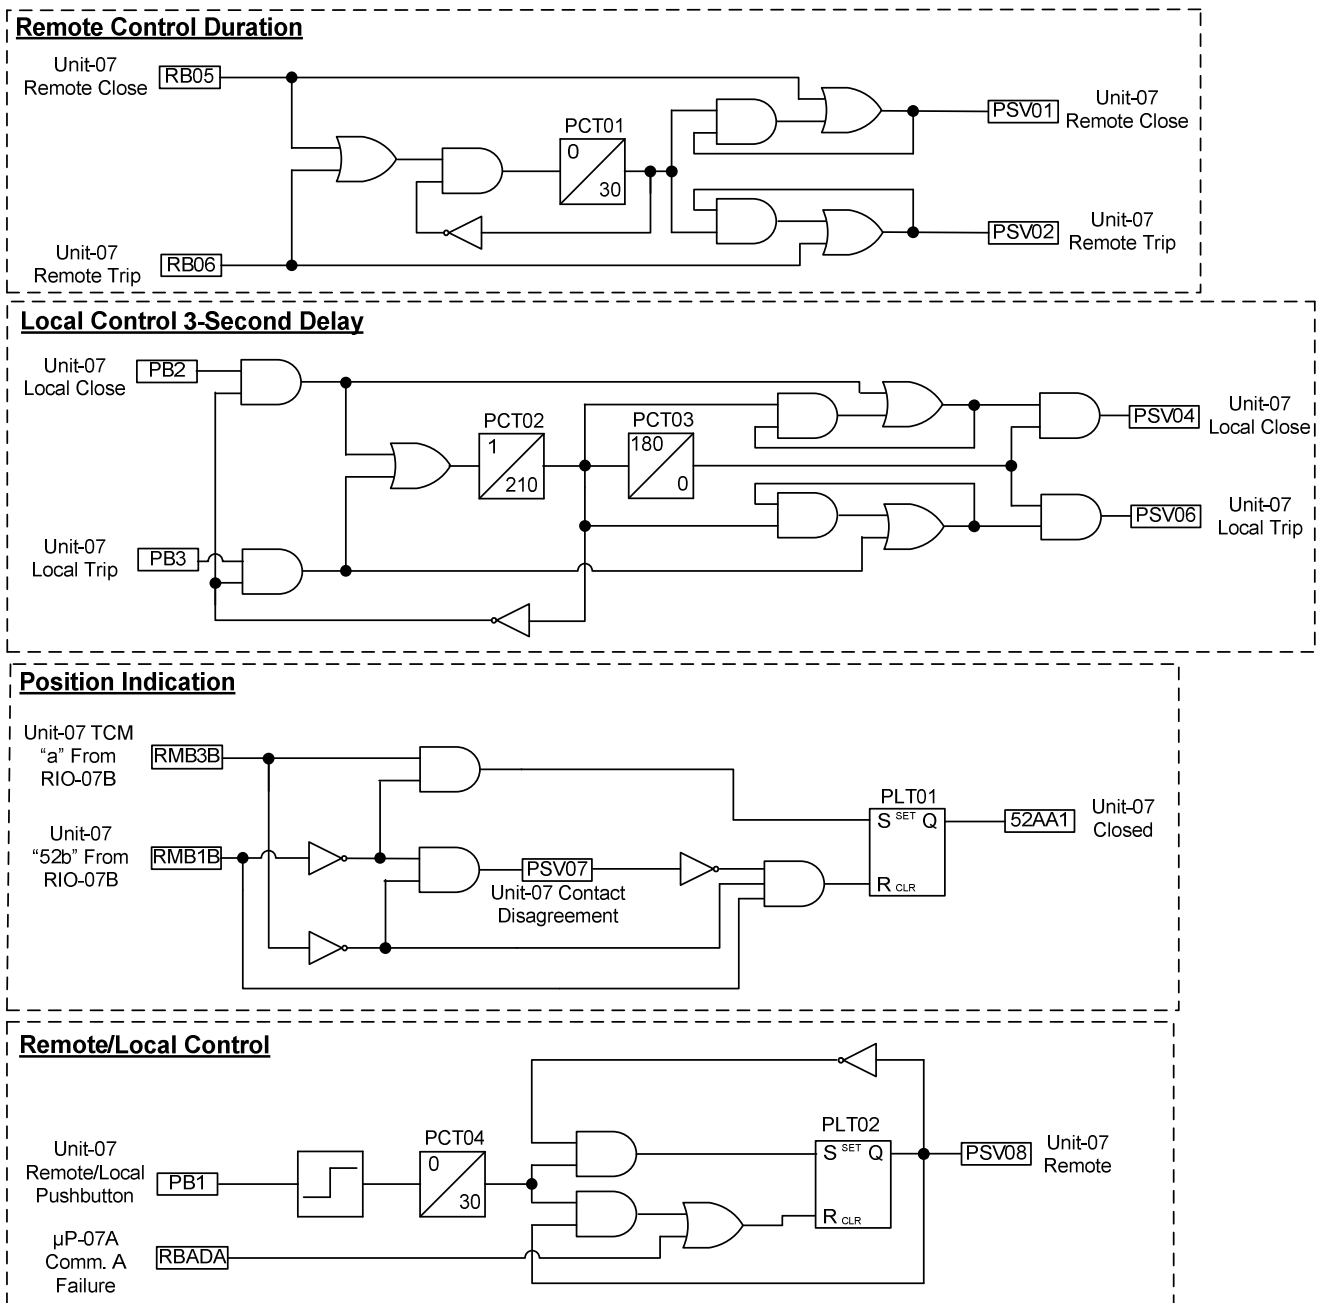 Remote Control Duration
Unit-07
Remote Close
RB05
PCT01
0
30
PSV01
Unit-07
Remote Close
Unit-07
Remote Trip
RB06
PSV02
Unit-07
Remote Trip
Local Control 3-Second Delay
Unit-07
Local Close
PB2
PCT02
1
210
PCT03
180
0
PSV04
Unit-07
Local Close
Unit-07
Local Trip
PB3
PSV06
Unit-07
Local Trip
Position Indication
Unit-07 TCM
“a” From
RIO-07B
RMB3B
Unit-07
“52b” From
RIO-07B
RMB1B
PSV07
Unit-07 Contact
Disagreement
PLT01
S SET Q
R CLR
52AA1
Unit-07
Closed
Remote/Local Control
Unit-07
Remote/Local
Pushbutton
PB1
PCT04
0
30
PLT02
S SET Q
R CLR
PSV08
Unit-07
Remote
µP-07A
Comm. A
Failure
RBADA